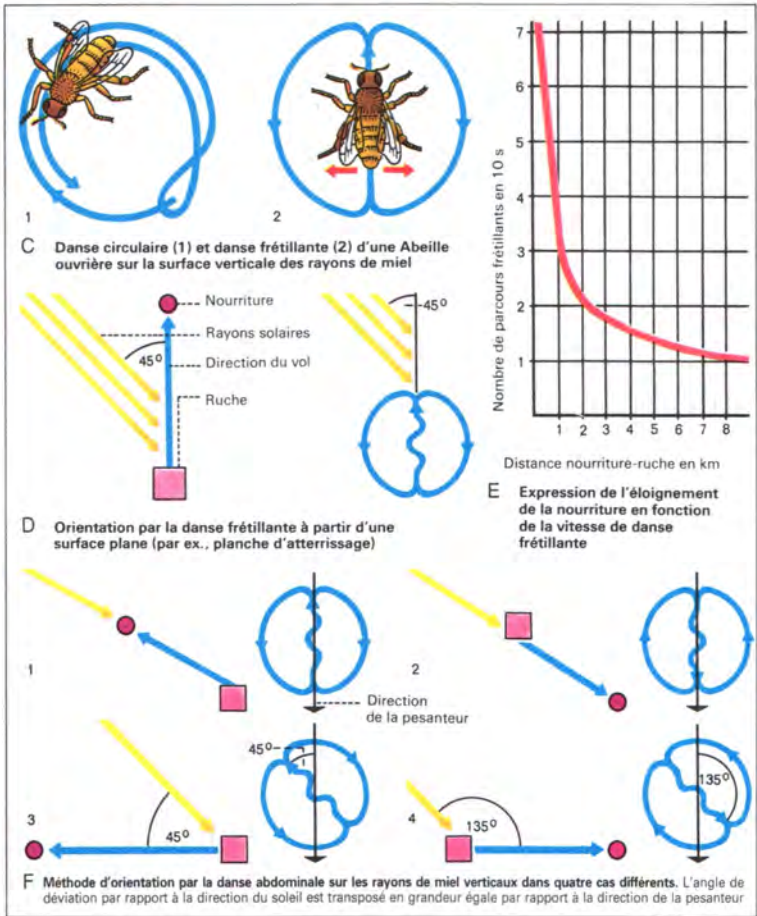 1
2
C Danse circulaire (1) et danse frétillante (2) d'une Abeille
ouvrière sur la surface verticale des rayons de miel
7
6
5
4
3
2
1
Nombre de parcours frétillants en 10 s
1 2 3 4 5 6 7 8
Distance nourriture-ruche en km
E Expression de l'éloignement
de la nourriture en fonction
de la vitesse de danse
frétillante
Nourriture
Rayons solaires
45°
Direction du vol
Ruche
45°
D Orientation par la danse frétillante à partir d'une
surface plane (par ex., planche d'atterrissage)
1
2
Direction
de la pesanteur
3
45°
45°
4
135°
135°
F Méthode d'orientation par la danse abdominale sur les rayons de miel verticaux dans quatre cas différents. L'angle de
déviation par rapport à la direction du soleil est transposé en grandeur égale par rapport à la direction de la pesanteur